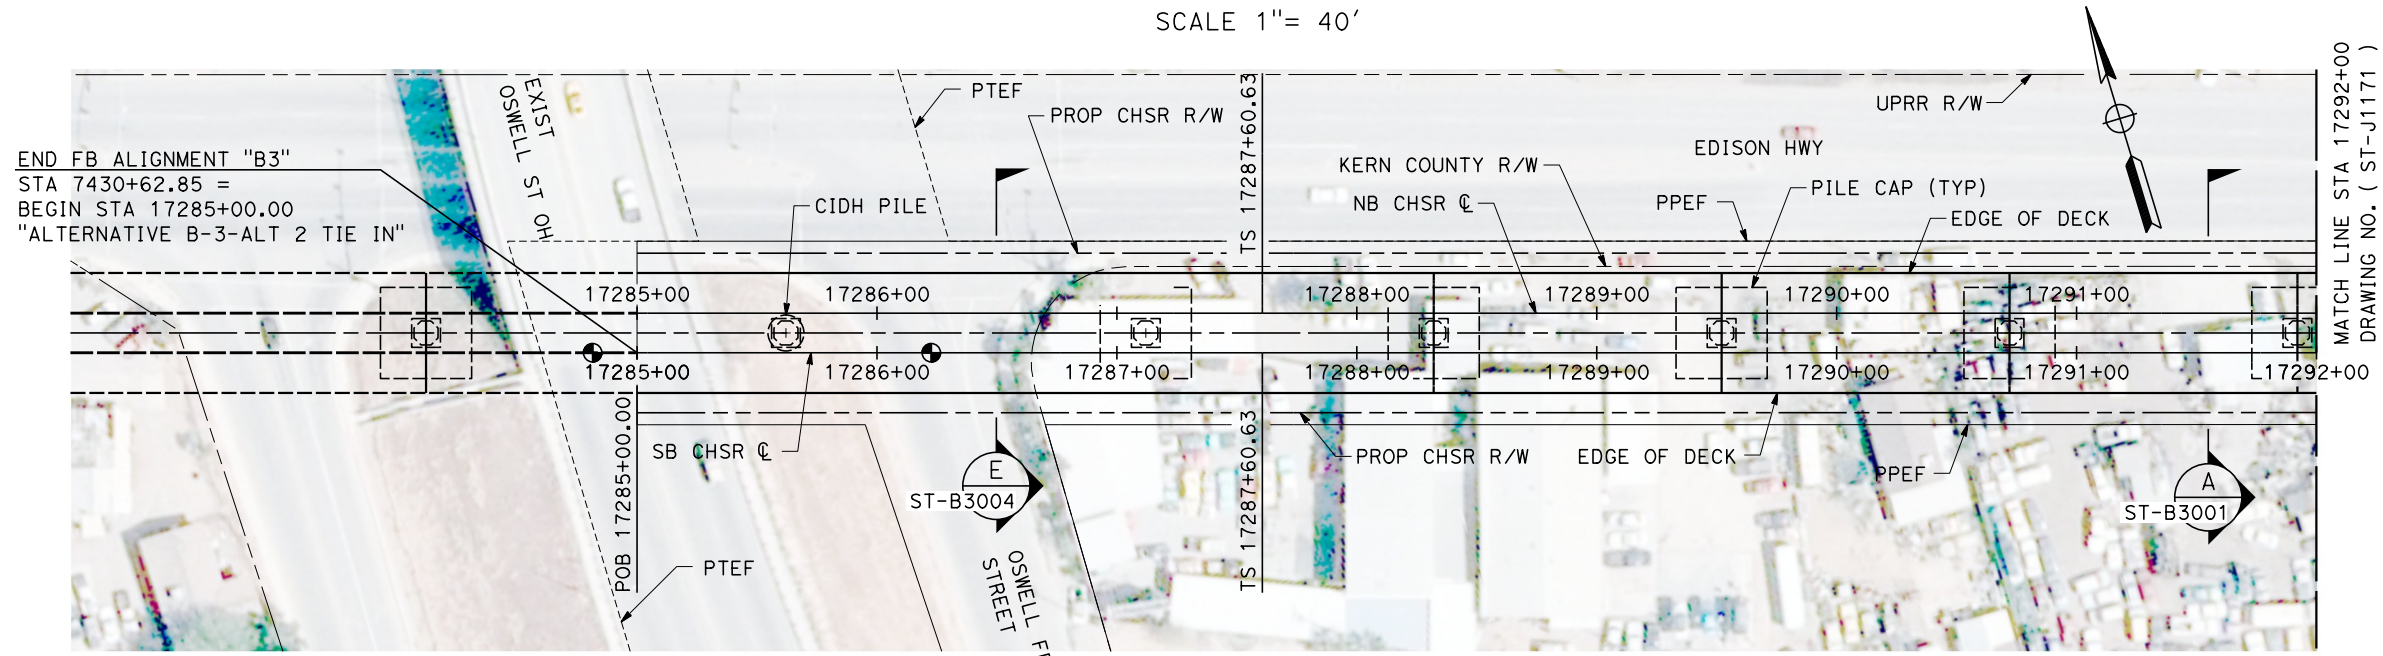 SCALE 1"= 40'
EXIST
OSWELL ST OH
PTEF
PROP CHSR R/W
TS 17287+60.63
UPRR R/W
EDISON HWY
MATCH LINE STA 17292+00
DRAWING NO. ( ST-J1171 )
END FB ALIGNMENT "B3"
STA 7430+62.85 =
BEGIN STA 17285+00.00
"ALTERNATIVE B-3-ALT 2 TIE IN"
CIDH PILE
KERN COUNTY R/W
NB CHSR ℄
PPEF
PILE CAP (TYP)
EDGE OF DECK
17285+00
17286+00
17288+00
17289+00
17290+00
17291+00
17285+00
17286+00
17287+00
17288+00
17289+00
17290+00
17291+00
17292+00
POB 17285+00.00
SB CHSR ℄
TS 17287+60.63
PROP CHSR R/W
EDGE OF DECK
PPEF
E
ST-B3004
A
ST-B3001
PTEF
OSWELL
STREET